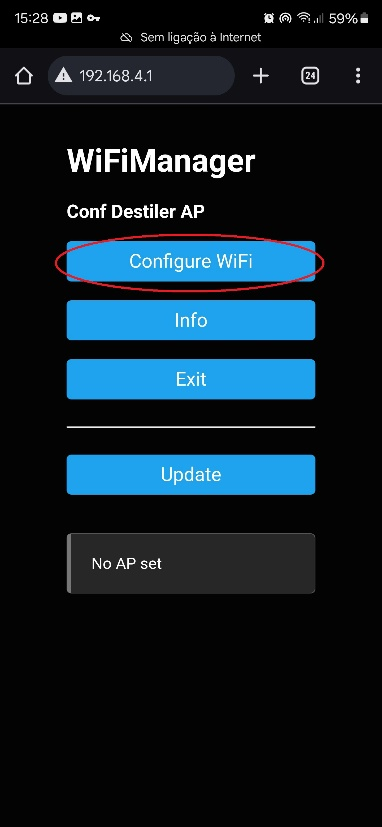 15:28
59%
Sem ligação à Internet
192.168.4.1
24
WiFiManager
Conf Destiler AP
Configure WiFi
Info
Exit
Update
No AP set